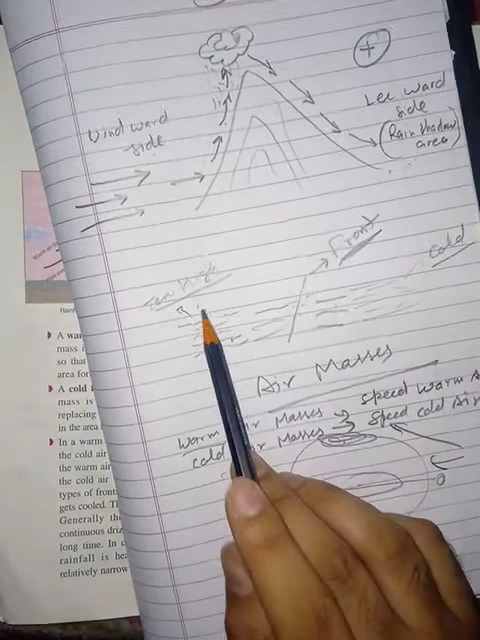 Wind ward
side
Lee ward
side
(Rain shadow
area)
Front
cold
Air Masses
Warm Air Masses
cold Air Masses
Speed Warm A
Speed cold Air
Warm air
Rain
A war
mass i
so that
area for
A cold
mass is
replacing
in the area
In a warm
the cold air
the warm air
the cold air
types of front
gets cooled. T
Generally the
continuous driz
long time. In c
rainfall is hea
relatively narrow